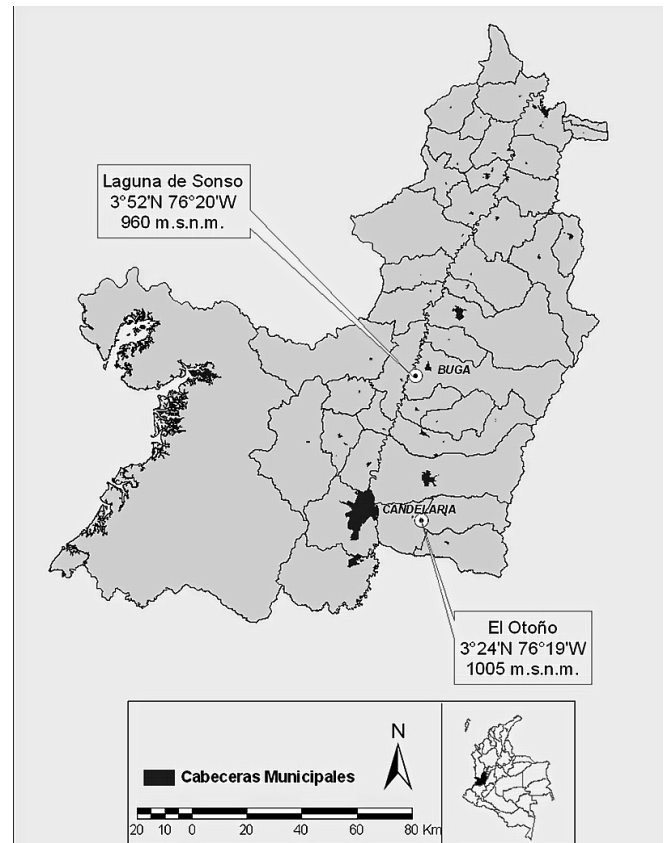 Laguna de Sonso
3°52'N 76°20'W
960 m.s.n.m.
BUGA
CANDELARIA
El Otoño
3°24'N 76°19'W
1005 m.s.n.m.
N
Cabeceras Municipales
20 10 0 20 40 60 80 Km